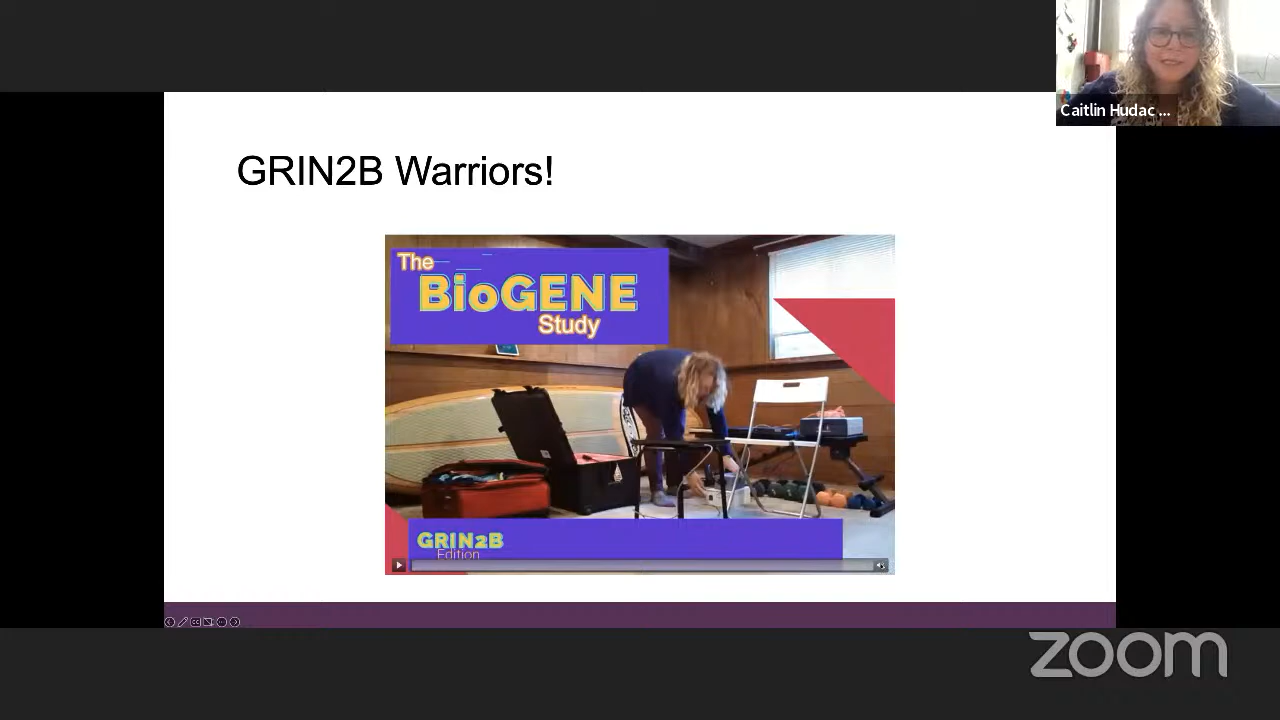 Caitlin Hudac ...
GRIN2B Warriors!
The
BioGENE
Study
GRIN2B
Edition
zoom